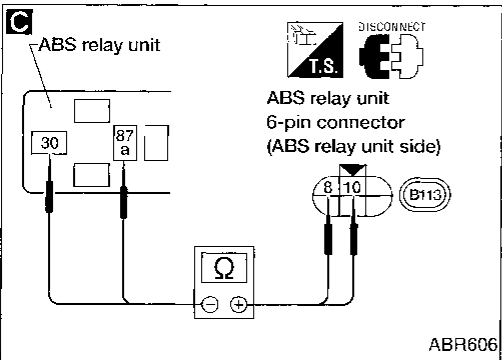 C
ABS relay unit
DISCONNECT
T.S.
ABS relay unit
6-pin connector
(ABS relay unit side)
30
87
a
8 10
B113
Ω
− +
ABR606